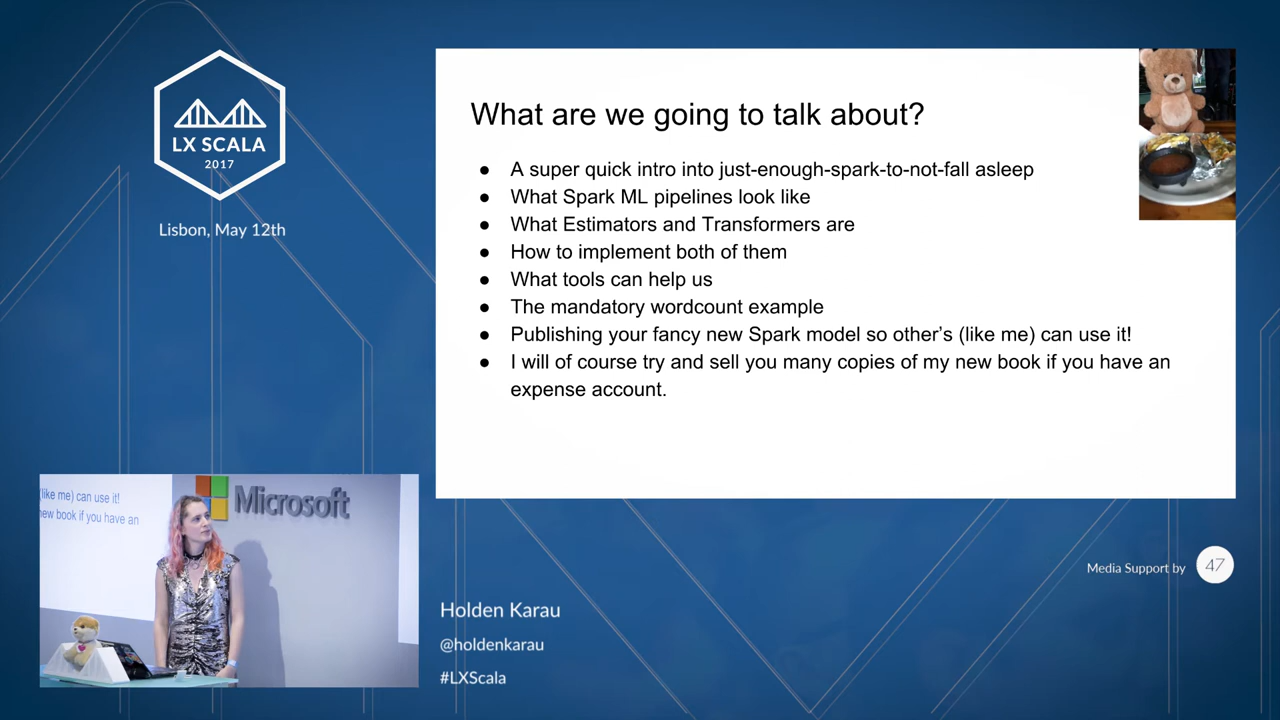 LX SCALA
2017
Lisbon, May 12th
What are we going to talk about?
● A super quick intro into just-enough-spark-to-not-fall asleep
● What Spark ML pipelines look like
● What Estimators and Transformers are
● How to implement both of them
● What tools can help us
● The mandatory wordcount example
● Publishing your fancy new Spark model so other's (like me) can use it!
● I will of course try and sell you many copies of my new book if you have an
expense account.
(like me) can use it!
new book if you have an
Microsoft
Media Support by
47
Holden Karau
@holdenkarau
#LXScala